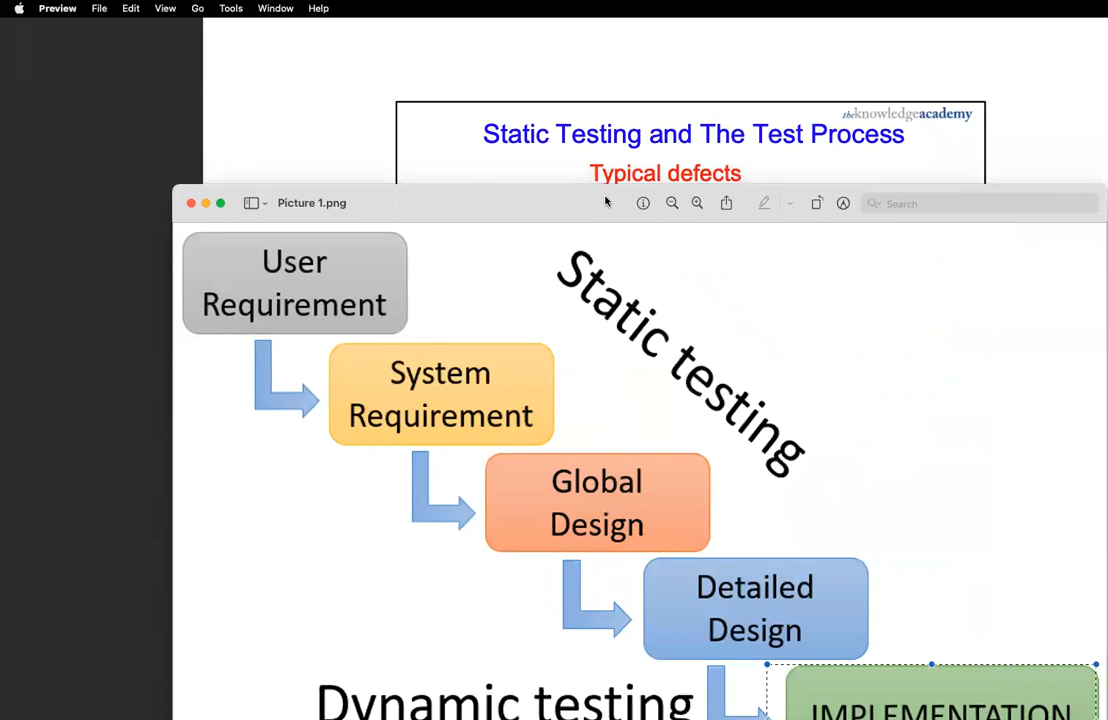 Preview File Edit View Go Tools Window Help
theknowledgeacademy
Static Testing and The Test Process
Typical defects
Picture 1.png
Search
User
Requirement
Static testing
System
Requirement
Global
Design
Detailed
Design
Dynamic testing
IMPLEMENTATION